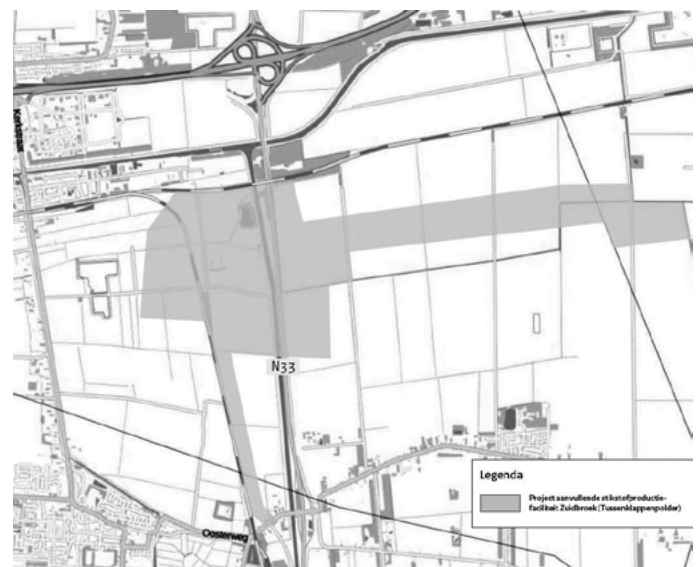 Kerkstraat
N33
Oosterweg
Legenda
Project aanvullende stikstofproductie-
faciliteit Zuidbroek (Tussenklappenpolder)